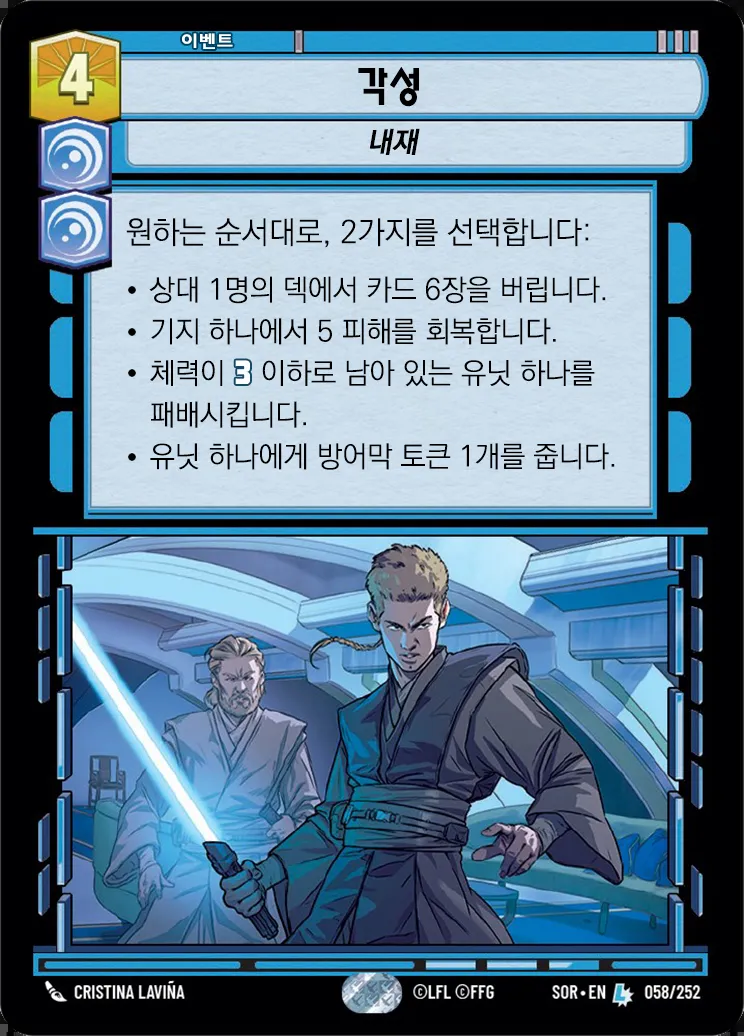 이벤트
4
각성
내재
원하는 순서대로, 2가지를 선택합니다:
• 상대 1명의 덱에서 카드 6장을 버립니다.
• 기지 하나에서 5 피해를 회복합니다.
• 체력이 3 이하로 남아 있는 유닛 하나를
패배시킵니다.
• 유닛 하나에게 방어막 토큰 1개를 줍니다.
CRISTINA LAVIÑA
©LFL ©FFG
SOR • EN L 058/252